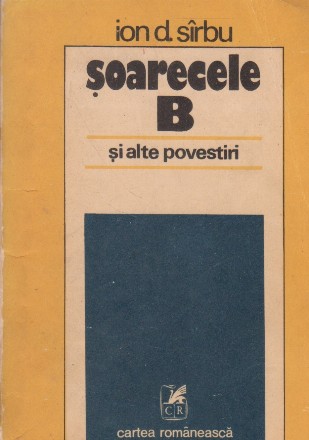 ion d. sîrbu
șoarecele
B
și alte povestiri
CR
cartea românească